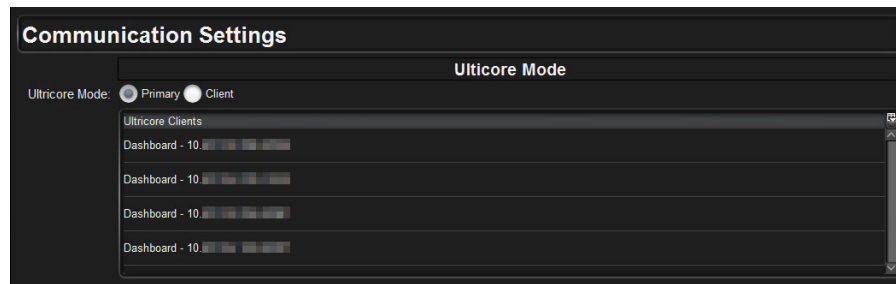 Communication Settings
Ulticore Mode
Ultricore Mode: Primary Client
Ultricore Clients
Dashboard - 10.
Dashboard - 10.
Dashboard - 10.
Dashboard - 10.